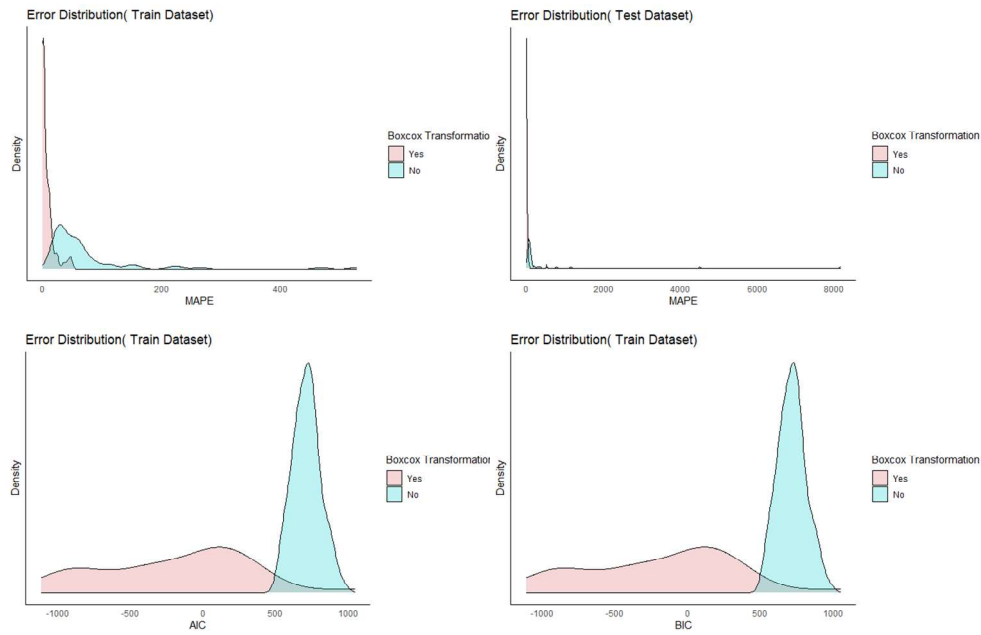 Error Distribution( Train Dataset)
Density
Boxcox Transformatio
Yes
No
0 200 400
MAPE
Error Distribution( Test Dataset)
Density
Boxcox Transformation
Yes
No
0 2000 4000 6000 8000
MAPE
Error Distribution( Train Dataset)
Density
Boxcox Transformation
Yes
No
-1000 -500 0 500 1000
AIC
Error Distribution( Train Dataset)
Density
Boxcox Transformation
Yes
No
-1000 -500 0 500 1000
BIC